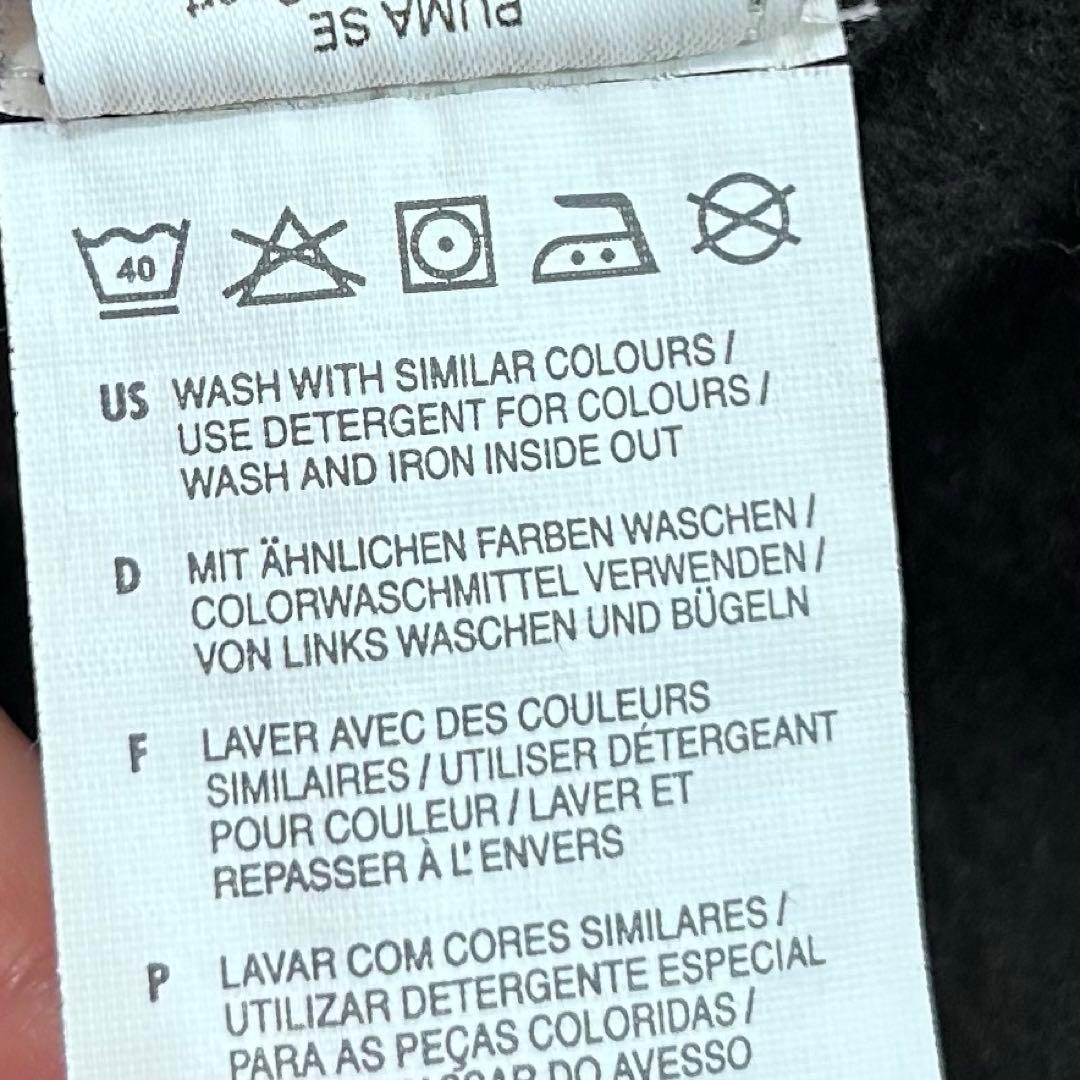 PUMA SE
40
US WASH WITH SIMILAR COLOURS /
USE DETERGENT FOR COLOURS /
WASH AND IRON INSIDE OUT
D MIT ÄHNLICHEN FARBEN WASCHEN /
COLORWASCHMITTEL VERWENDEN /
VON LINKS WASCHEN UND BÜGELN
F LAVER AVEC DES COULEURS
SIMILAIRES / UTILISER DÉTERGEANT
POUR COULEUR / LAVER ET
REPASSER À L'ENVERS
P LAVAR COM CORES SIMILARES /
UTILIZAR DETERGENTE ESPECIAL
PARA AS PEÇAS COLORIDAS /
DO AVESSO